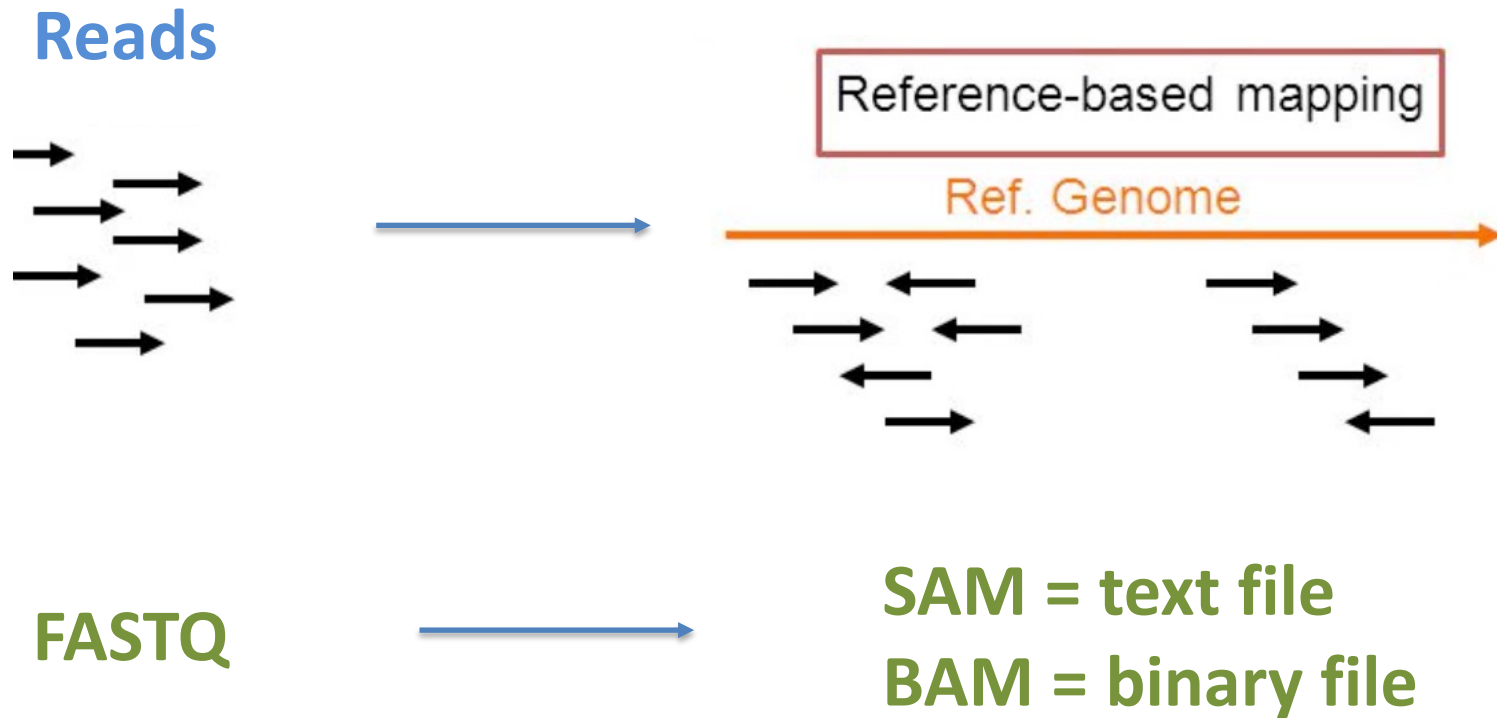 Reads
Reference-based mapping
Ref. Genome
FASTQ
SAM = text file
BAM = binary file